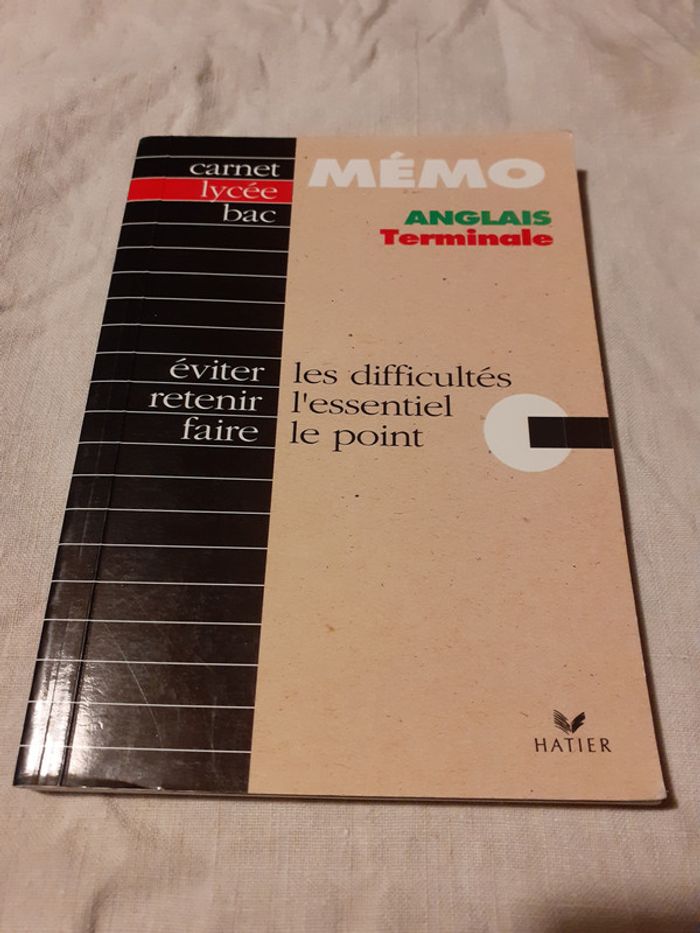 carnet
lycée
bac
MÉMO
ANGLAIS
Terminale
éviter les difficultés
retenir l'essentiel
faire le point
HATIER